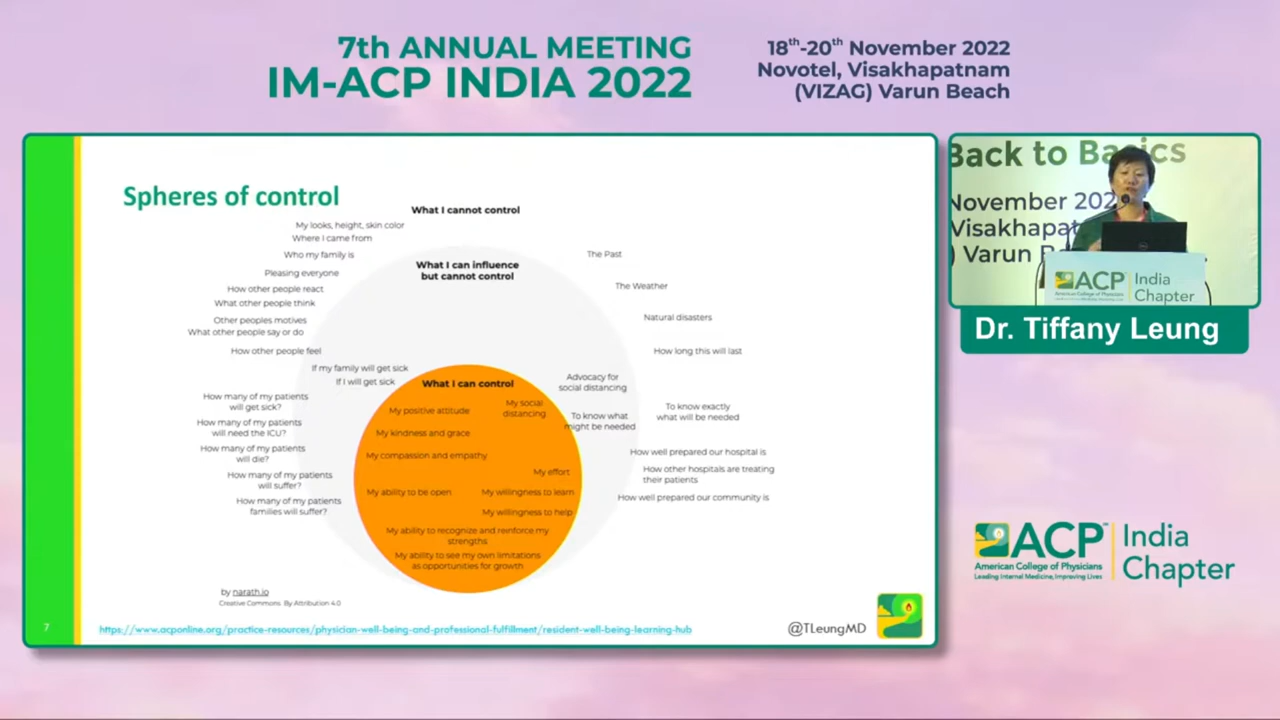 7th ANNUAL MEETING
IM-ACP INDIA 2022
18th-20th November 2022
Novotel, Visakhapatnam
(VIZAG) Varun Beach
Spheres of control
What I cannot control
My looks, height, skin color
Where I came from
Who my family is
Pleasing everyone
How other people react
What other people think
Other peoples motives
What other people say or do
How other people feel
If my family will get sick
If I will get sick
How many of my patients
will get sick?
How many of my patients
will need the ICU?
How many of my patients
will die?
How many of my patients
will suffer?
How many of my patients
families will suffer?
What I can influence
but cannot control
The Past
The Weather
Natural disasters
How long this will last
Advocacy for
social distancing
To know what
might be needed
To know exactly
what will be needed
How well prepared our hospital is
How other hospitals are treating
their patients
How well prepared our community is
What I can control
My positive attitude
My social
distancing
My kindness and grace
My compassion and empathy
My effort
My ability to be open
My willingness to learn
My willingness to help
My ability to recognize and reinforce my
strengths
My ability to see my own limitations
as opportunities for growth
by narath.io
Creative Commons By Attribution 4.0
7
https://www.acponline.org/practice-resources/physician-well-being-and-professional-fulfillment/resident-well-being-learning-hub
@TLeungMD
Back to Basics
November 202
Visakhapat
) Varun B
ACP India
American College of Physicians
Chapter
Dr. Tiffany Leung
ACP India
American College of Physicians
Leading Internal Medicine, Improving Lives
Chapter